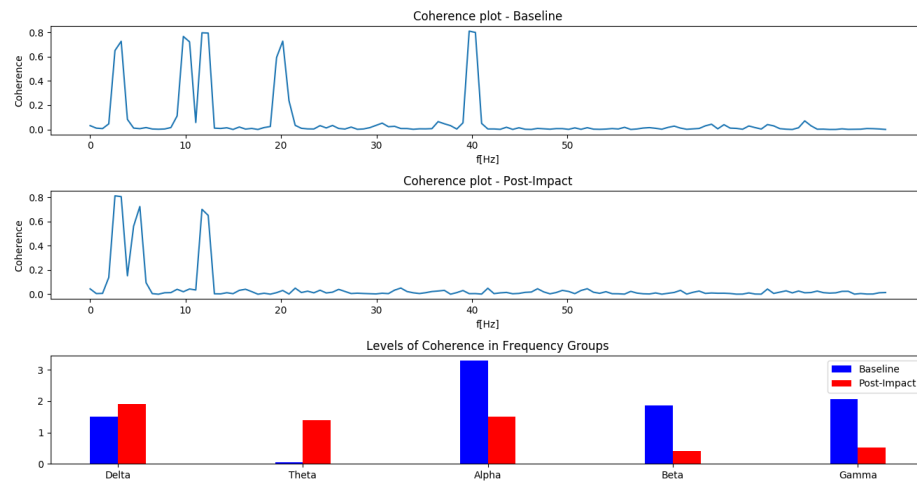 Coherence plot - Baseline
0.8
0.6
0.4
0.2
0.0
Coherence
0 10 20 30 40 50
f[Hz]
Coherence plot - Post-Impact
0.8
0.6
0.4
0.2
0.0
Coherence
0 10 20 30 40 50
f[Hz]
Levels of Coherence in Frequency Groups
3
2
1
0
Baseline
Post-Impact
Delta Theta Alpha Beta Gamma